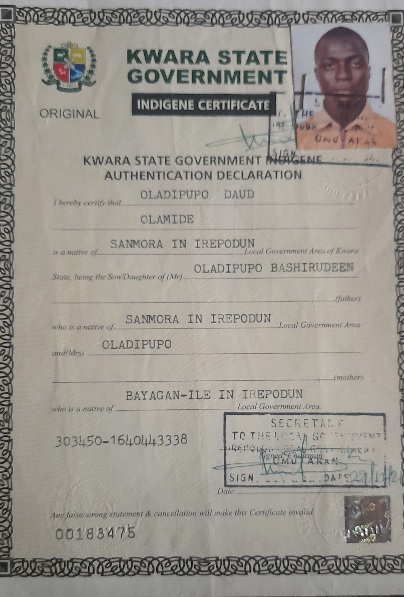 KWARA STATE
GOVERNMENT
ORIGINAL
INDIGENE CERTIFICATE
SIGN
KWARA STATE GOVERNMENT INDIGENE
AUTHENTICATION DECLARATION
I hereby certify that OLADIPUPO DAUD
OLAMIDE
is a native of SANMORA IN IREPODUN Local Government Area of Kwara
State, being the Son/Daughter of (Mr) OLADIPUPO BASHIRUDEEN
(father)
who is a native of SANMORA IN IREPODUN Local Government Area
and(Mrs) OLADIPUPO
(mother)
who is a native of BAYAGAN-ILE IN IREPODUN Local Government Area.
303450-1640443338
SECRETARY
TO THE LOCAL GOVERNMENT
OMU ARAN
SIGN DATE
Date
Any false/wrong statement & cancellation will make this Certificate invalid
00183475